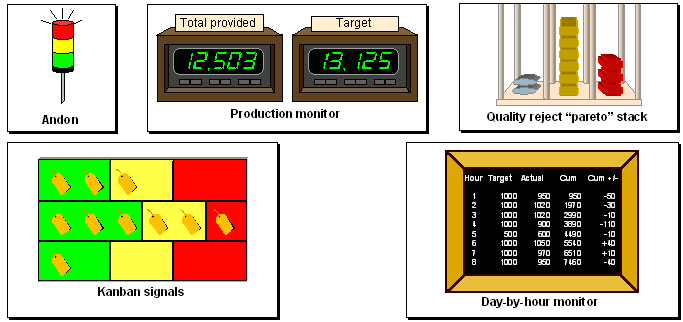 Total provided
Target
12,503
13,125
Andon
Production monitor
Quality reject “pareto” stack
Hour Target Actual Cum Cum +/-
1 1000 950 950 -50
2 1000 1020 1970 -30
3 1000 1020 2990 -10
4 1000 900 3890 -110
5 500 600 4490 -10
6 1000 1050 5540 +40
7 1000 970 6510 +10
8 1000 950 7460 -40
Kanban signals
Day-by-hour monitor